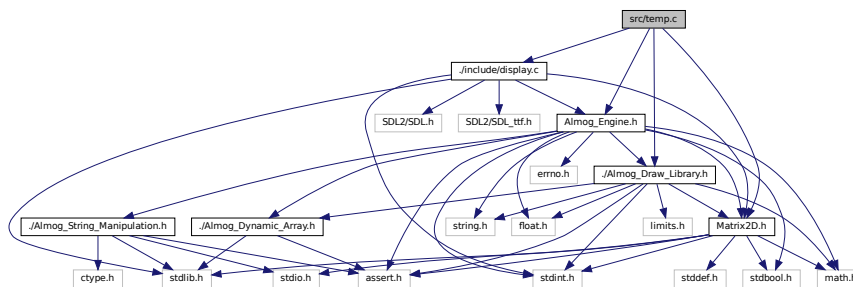 src/temp.c
./include/display.c
SDL2/SDL.h
SDL2/SDL_ttf.h
Almog_Engine.h
errno.h
./Almog_Draw_Library.h
./Almog_String_Manipulation.h
./Almog_Dynamic_Array.h
string.h
float.h
limits.h
Matrix2D.h
ctype.h
stdlib.h
stdio.h
assert.h
stdint.h
stddef.h
stdbool.h
math.h